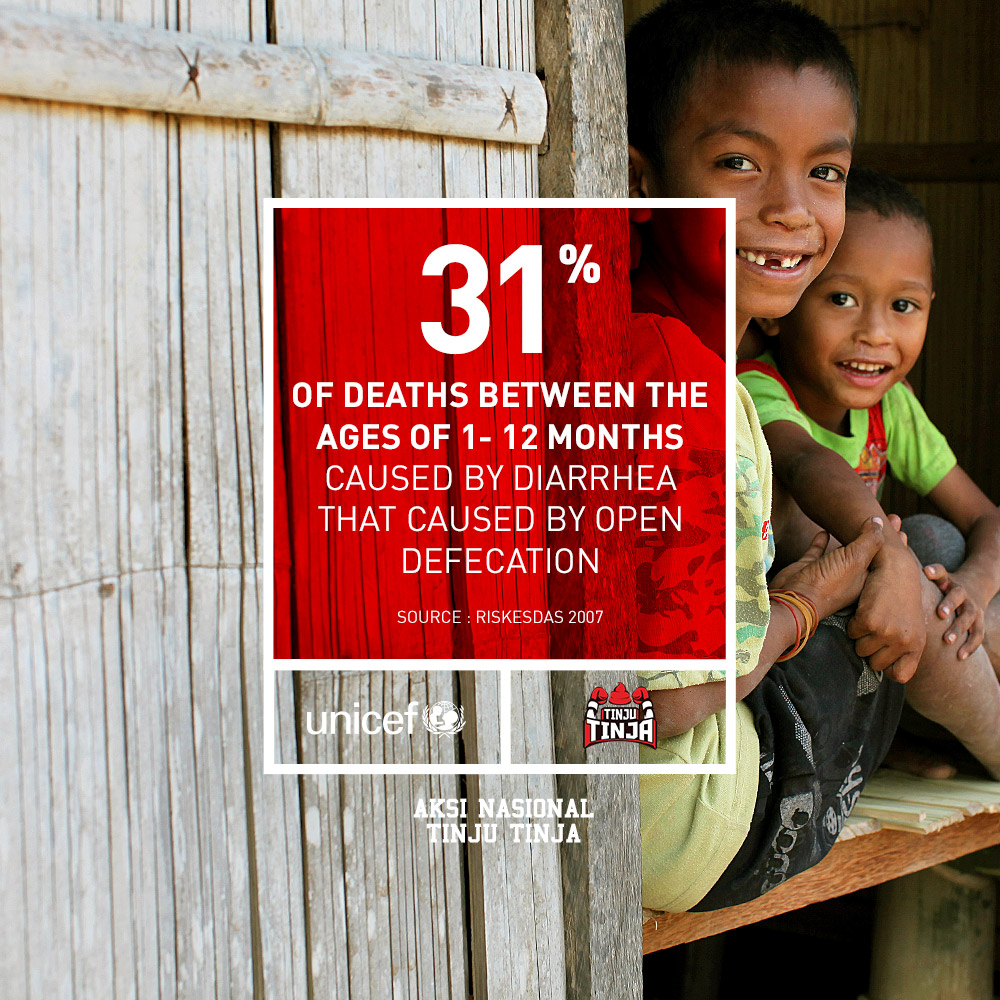 31%
OF DEATHS BETWEEN THE
AGES OF 1- 12 MONTHS
CAUSED BY DIARRHEA
THAT CAUSED BY OPEN
DEFECATION
SOURCE : RISKESDAS 2007
unicef
TINJU
TINJA
AKSI NASIONAL
TINJU TINJA